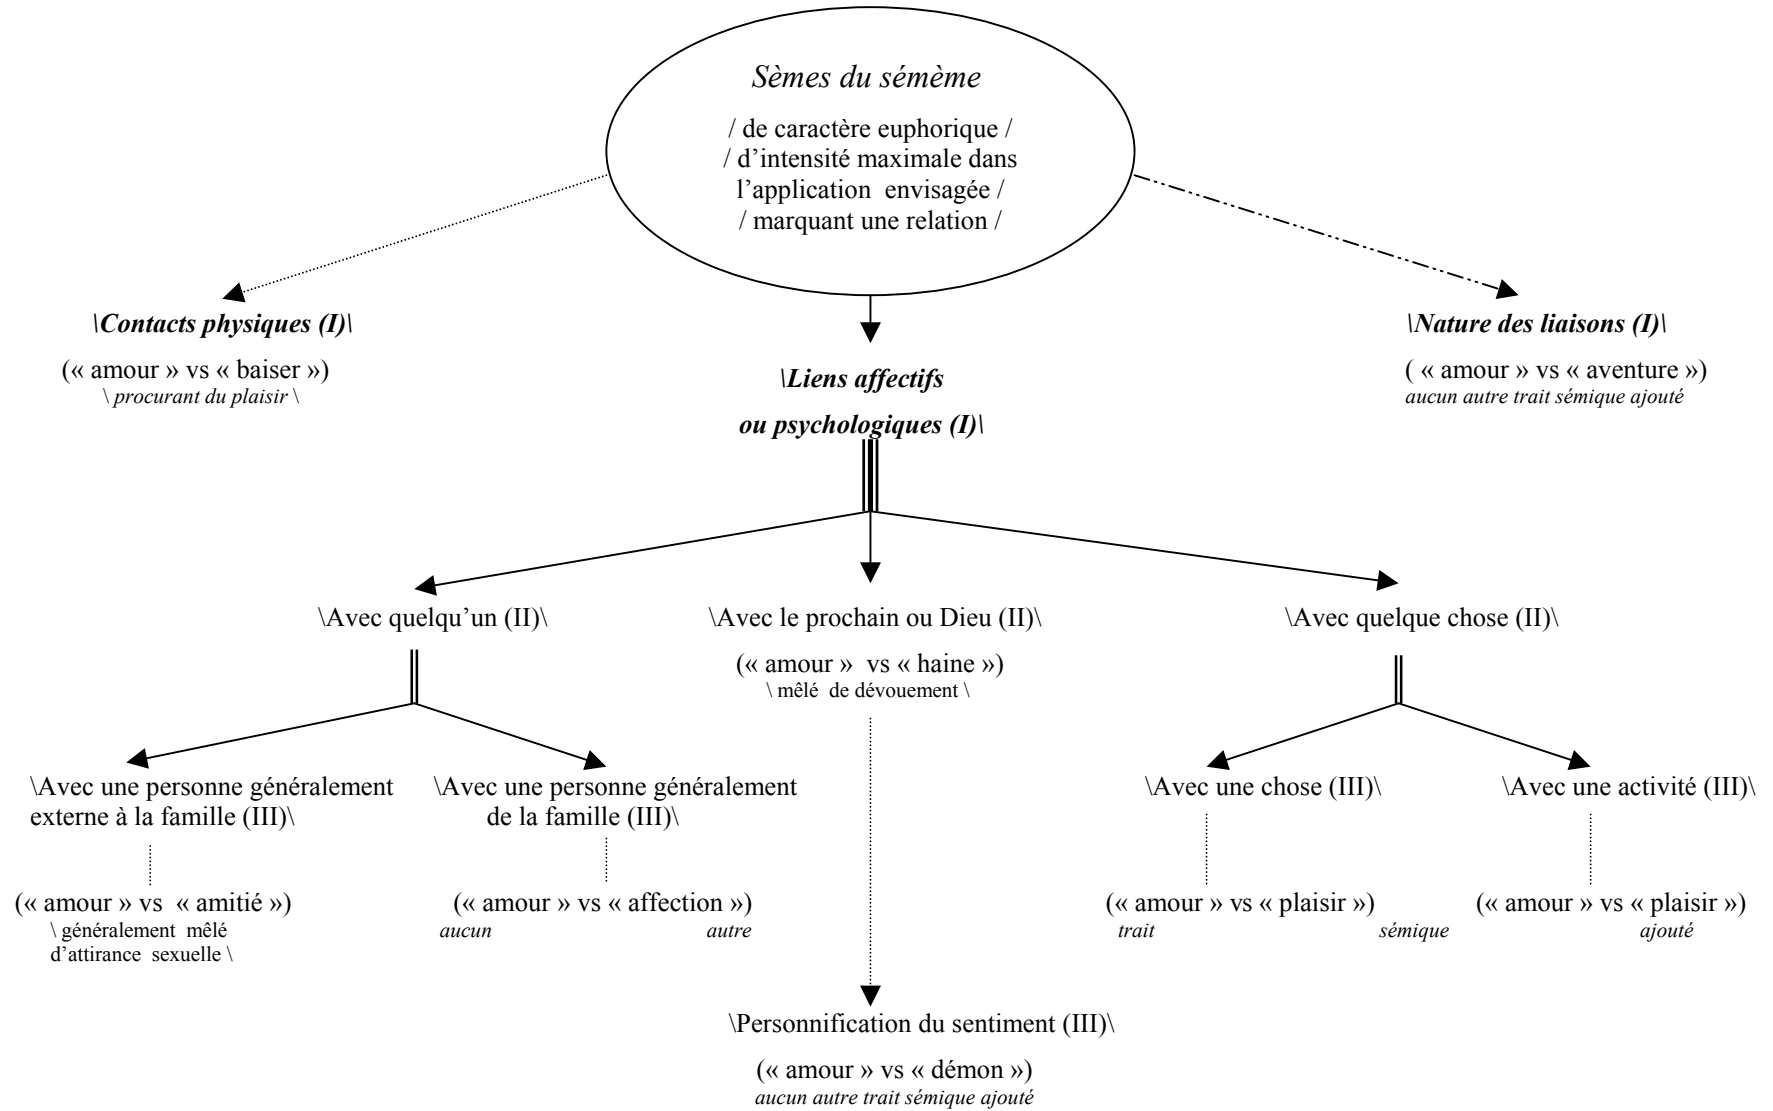 Sèmes du sémème
/ de caractère euphorique /
/ d’intensité maximale dans
l’application envisagée /
/ marquant une relation /
\Contacts physiques (I)\
(« amour » vs « baiser »)
\ procurant du plaisir \
\Liens affectifs
ou psychologiques (I)\
\Nature des liaisons (I)\
( « amour » vs « aventure »)
aucun autre trait sémique ajouté
\Avec quelqu’un (II)\
\Avec le prochain ou Dieu (II)\
(« amour » vs « haine »)
\ mêlé de dévouement \
\Avec quelque chose (II)\
\Avec une personne généralement
externe à la famille (III)\
\Avec une personne généralement
de la famille (III)\
\Avec une chose (III)\
\Avec une activité (III)\
(« amour » vs « amitié »)
\ généralement mêlé
d’attirance sexuelle \
(« amour » vs « affection »)
(« amour » vs « plaisir »)
(« amour » vs « plaisir »)
aucun autre trait sémique ajouté
\Personnification du sentiment (III)\
(« amour » vs « démon »)
aucun autre trait sémique ajouté